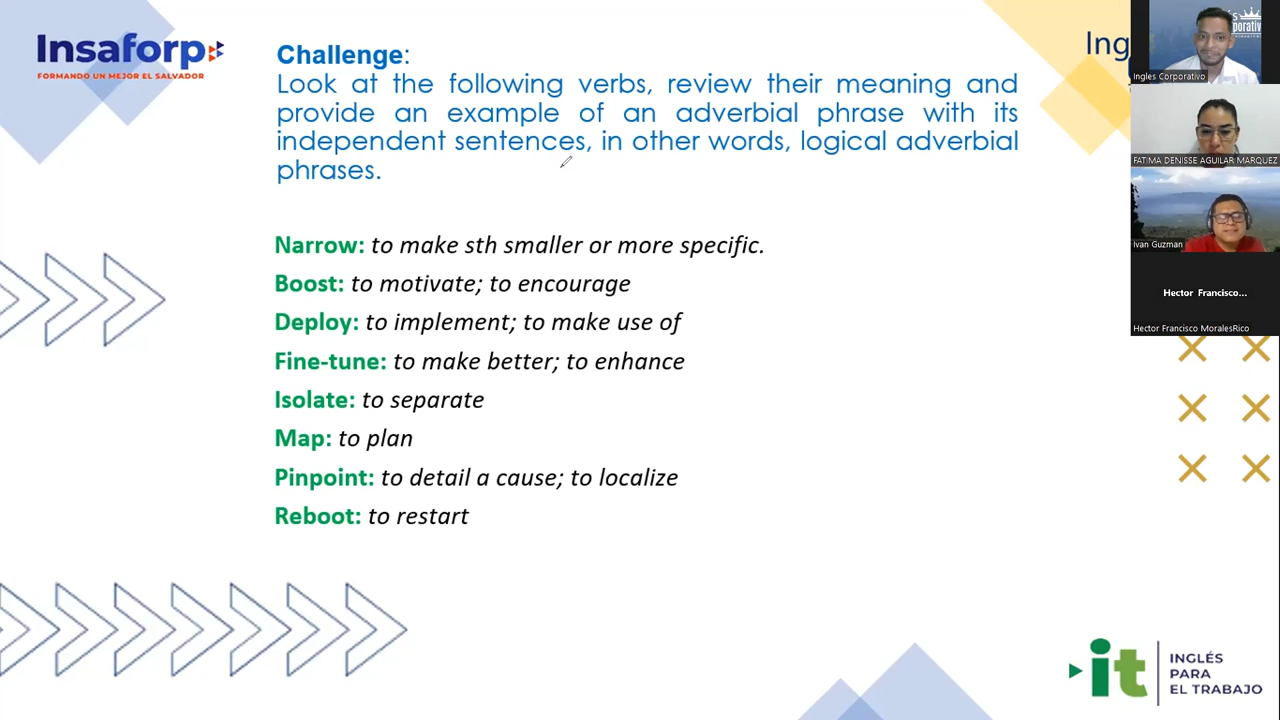 Insaforp
FORMANDO UN MEJOR EL SALVADOR
Challenge:
Look at the following verbs, review their meaning and
provide an example of an adverbial phrase with its
independent sentences, in other words, logical adverbial
phrases.
Narrow: to make sth smaller or more specific.
Boost: to motivate; to encourage
Deploy: to implement; to make use of
Fine-tune: to make better; to enhance
Isolate: to separate
Map: to plan
Pinpoint: to detail a cause; to localize
Reboot: to restart
Ing
Ingles Corporativo
FATIMA DENISSE AGUILAR MARQUEZ
Ivan Guzman
Hector Francisco...
Hector Francisco MoralesRico
it
INGLÉS
PARA
EL TRABAJO